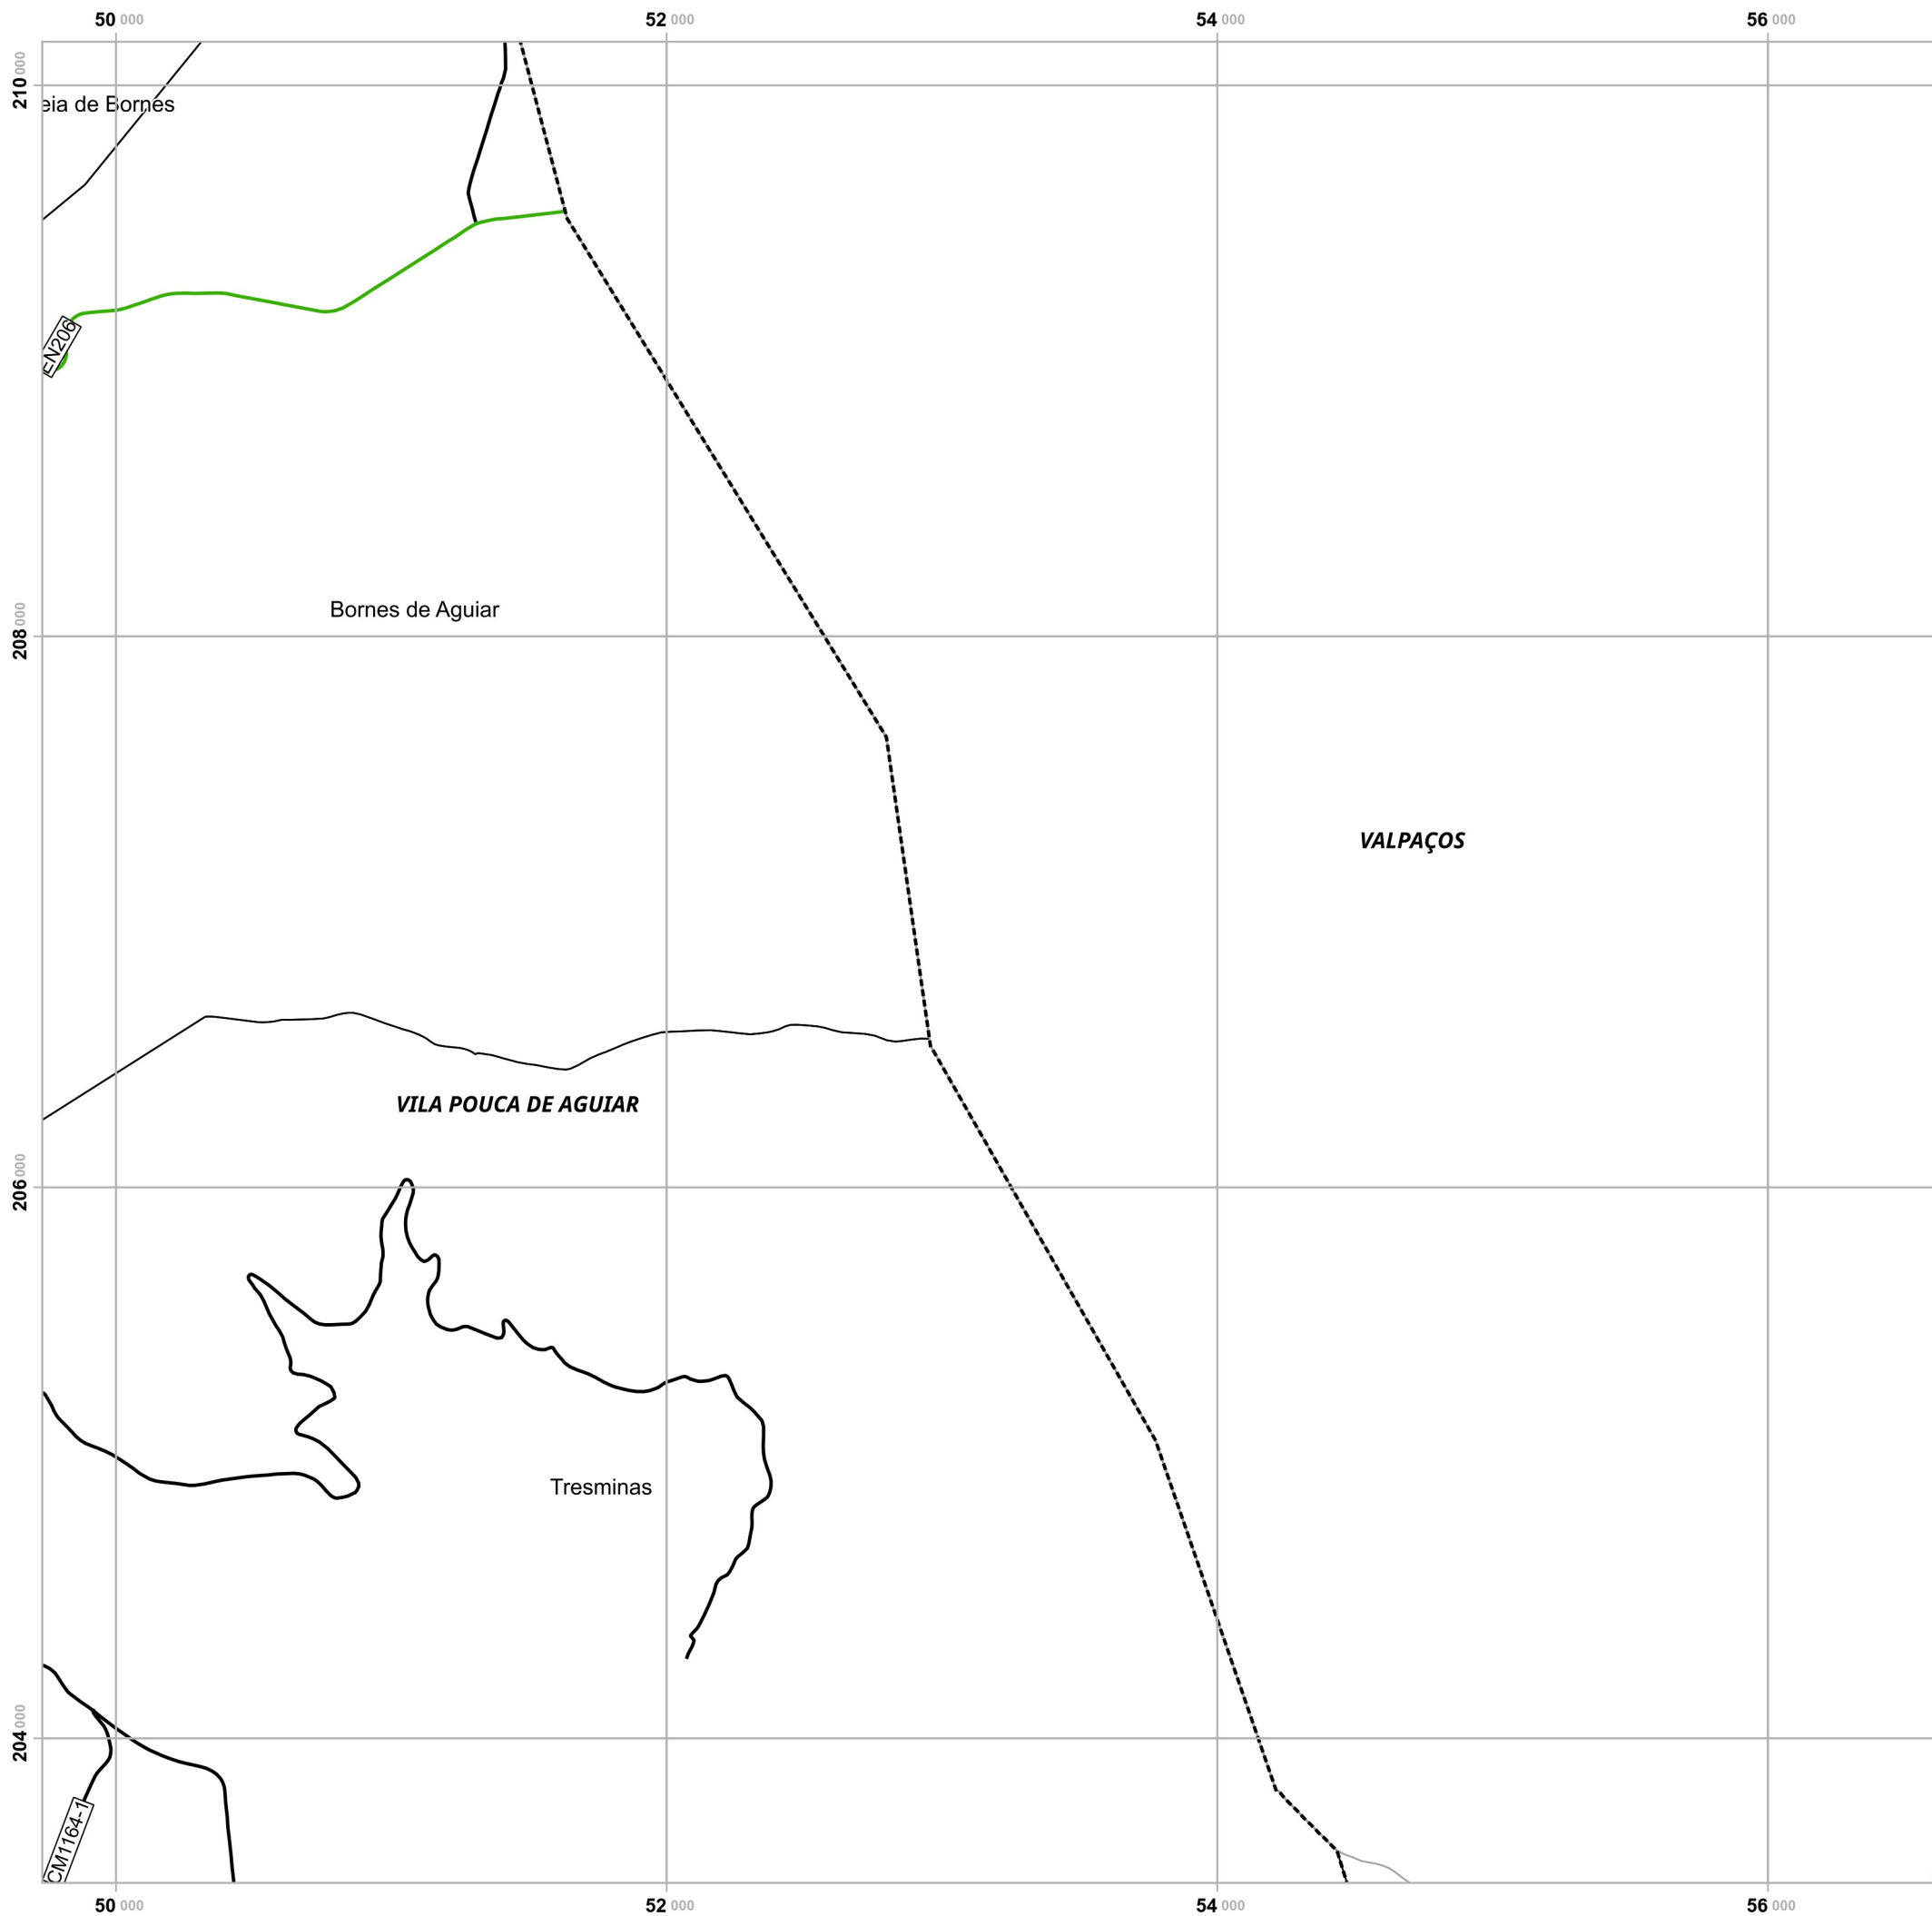 50 000 52 000 54 000 56 000
210 000
eia de Bornes
EN206
Bornes de Aguiar
208 000
VALPAÇOS
VILA POUCA DE AGUIAR
206 000
Tresminas
204 000
CM1164-1
50 000 52 000 54 000 56 000